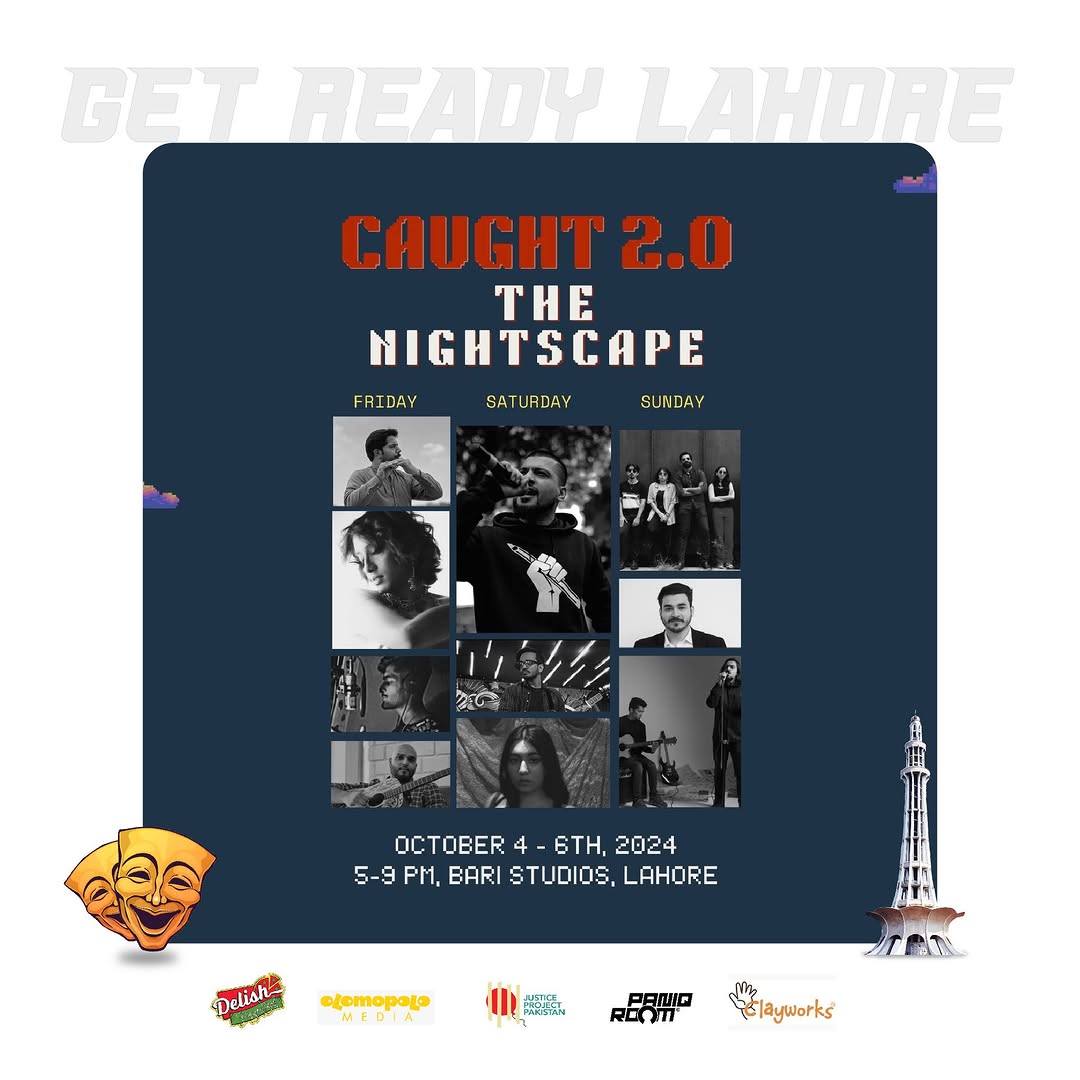 GET READY LAHORE
CAUGHT 2.0
THE
NIGHTSCAPE
FRIDAY SATURDAY SUNDAY
OCTOBER 4 - 6TH, 2024
5-9 PM, BARI STUDIOS, LAHORE
Delish
olomopolo
MEDIA
JUSTICE
PROJECT
PAKISTAN
PANIQ
ROOM
Clayworks